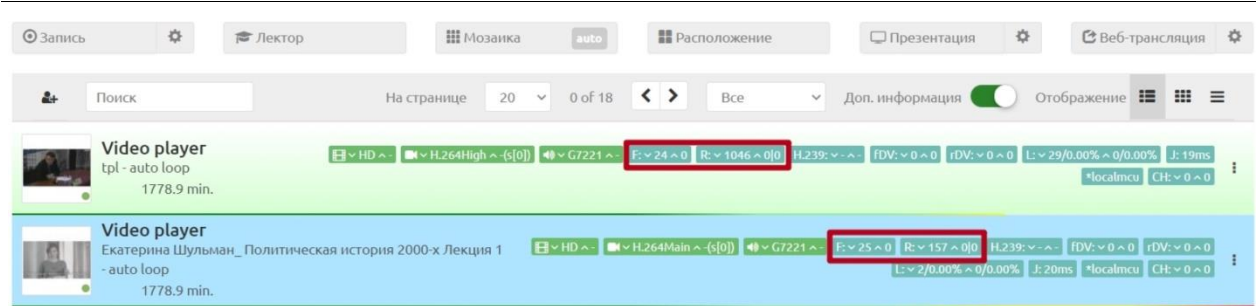 Запись Лектор Мозаика auto Расположение Презентация Веб-трансляция
Поиск На странице 20 0 of 18 Все Доп. информация Отображение
Video player
tpl - auto loop
1778.9 min.
HD - H.264High -(s[0]) G7221 - F: 24 0 R: 1046 0|0 H.239: - - fDV: 0 0 rDV: 0 0 L: 29/0.00% 0/0.00% J: 19ms
*localmcu CH: 0 0
Video player
Екатерина Шульман_ Политическая история 2000-х Лекция 1
- auto loop
1778.9 min.
HD - H.264Main -(s[0]) G7221 - F: 25 0 R: 157 0|0 H.239: - - fDV: 0 0 rDV: 0 0
L: 2/0.00% 0/0.00% J: 20ms *localmcu CH: 0 0